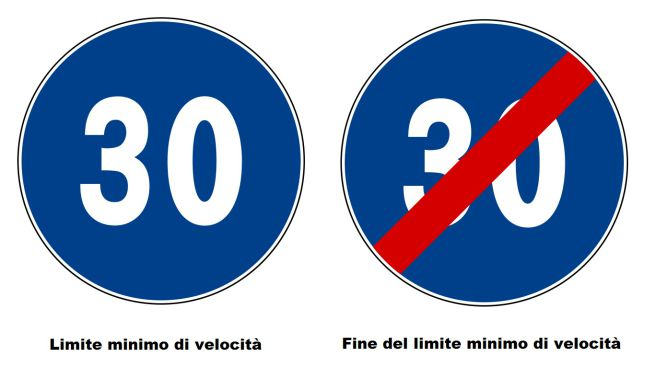 30 30
Limite minimo di velocità
Fine del limite minimo di velocità